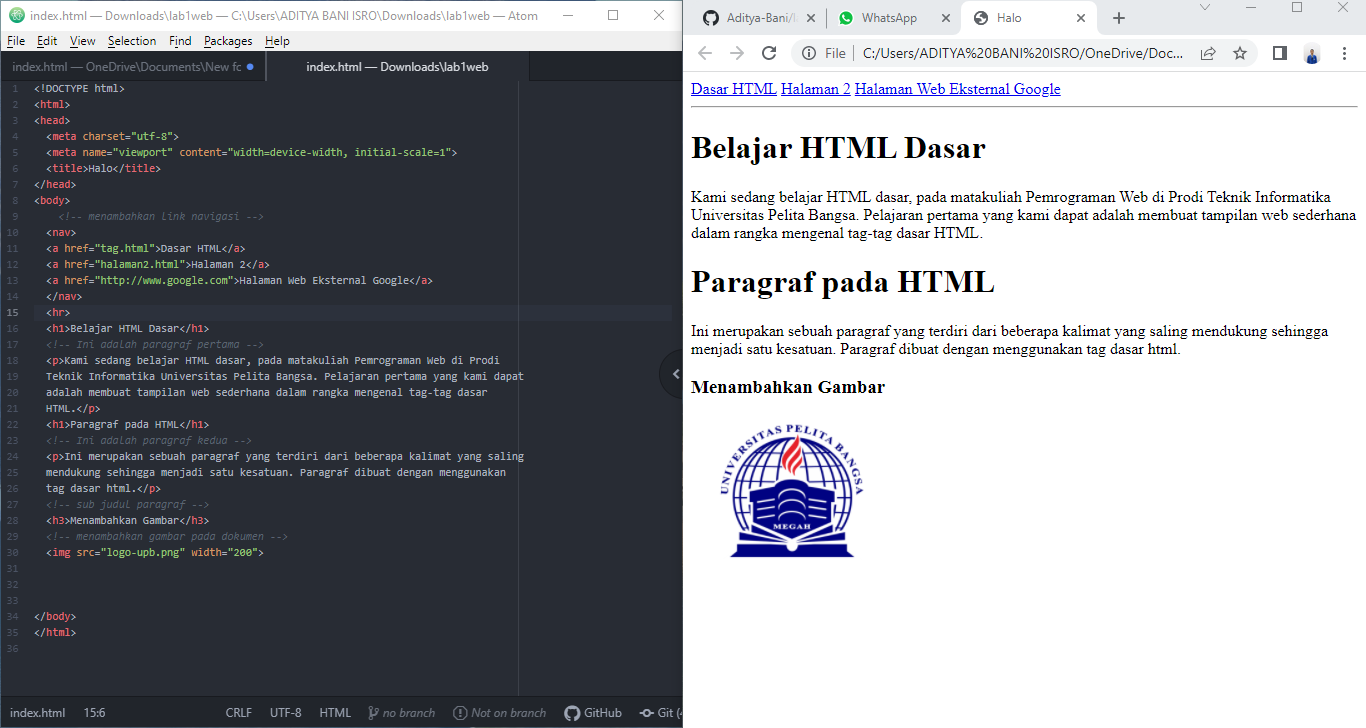 index.html — Downloads\lab1web — C:\Users\ADITYA BANI ISRO\Downloads\lab1web — Atom
File Edit View Selection Find Packages Help
index.html — OneDrive\Documents\New fc
index.html — Downloads\lab1web
1 <!DOCTYPE html>
2 <html>
3 <head>
4 <meta charset="utf-8">
5 <meta name="viewport" content="width=device-width, initial-scale=1">
6 <title>Halo</title>
7 </head>
8 <body>
9 <!-- menambahkan Link navigasi -->
10 <nav>
11 <a href="tag.html">Dasar HTML</a>
12 <a href="halaman2.html">Halaman 2</a>
13 <a href="http://www.google.com">Halaman Web Eksternal Google</a>
14 </nav>
15 <hr>
16 <h1>Belajar HTML Dasar</h1>
17 <!-- Ini adalah paragraf pertama -->
18 <p>Kami sedang belajar HTML dasar, pada matakuliah Pemrograman Web di Prodi
19 Teknik Informatika Universitas Pelita Bangsa. Pelajaran pertama yang kami dapat
20 adalah membuat tampilan web sederhana dalam rangka mengenal tag-tag dasar
21 HTML.</p>
22 <h1>Paragraf pada HTML</h1>
23 <!-- Ini adalah paragraf kedua -->
24 <p>Ini merupakan sebuah paragraf yang terdiri dari beberapa kalimat yang saling
25 mendukung sehingga menjadi satu kesatuan. Paragraf dibuat dengan menggunakan
26 tag dasar html.</p>
27 <!-- sub judul paragraf -->
28 <h3>Menambahkan Gambar</h3>
29 <!-- menambahkan gambar pada dokumen -->
30 <img src="logo-upb.png" width="200">
31
32
33
34 </body>
35 </html>
36
index.html 15:6 CRLF UTF-8 HTML no branch Not on branch GitHub Git (
Aditya-Bani/l
WhatsApp
Halo
File C:/Users/ADITYA%20BANI%20ISRO/OneDrive/Doc...
Dasar HTML Halaman 2 Halaman Web Eksternal Google
Belajar HTML Dasar
Kami sedang belajar HTML dasar, pada matakuliah Pemrograman Web di Prodi Teknik Informatika
Universitas Pelita Bangsa. Pelajaran pertama yang kami dapat adalah membuat tampilan web sederhana
dalam rangka mengenal tag-tag dasar HTML.
Paragraf pada HTML
Ini merupakan sebuah paragraf yang terdiri dari beberapa kalimat yang saling mendukung sehingga
menjadi satu kesatuan. Paragraf dibuat dengan menggunakan tag dasar html.
Menambahkan Gambar
UNIVERSITAS PELITA BANGSA
MEGAH